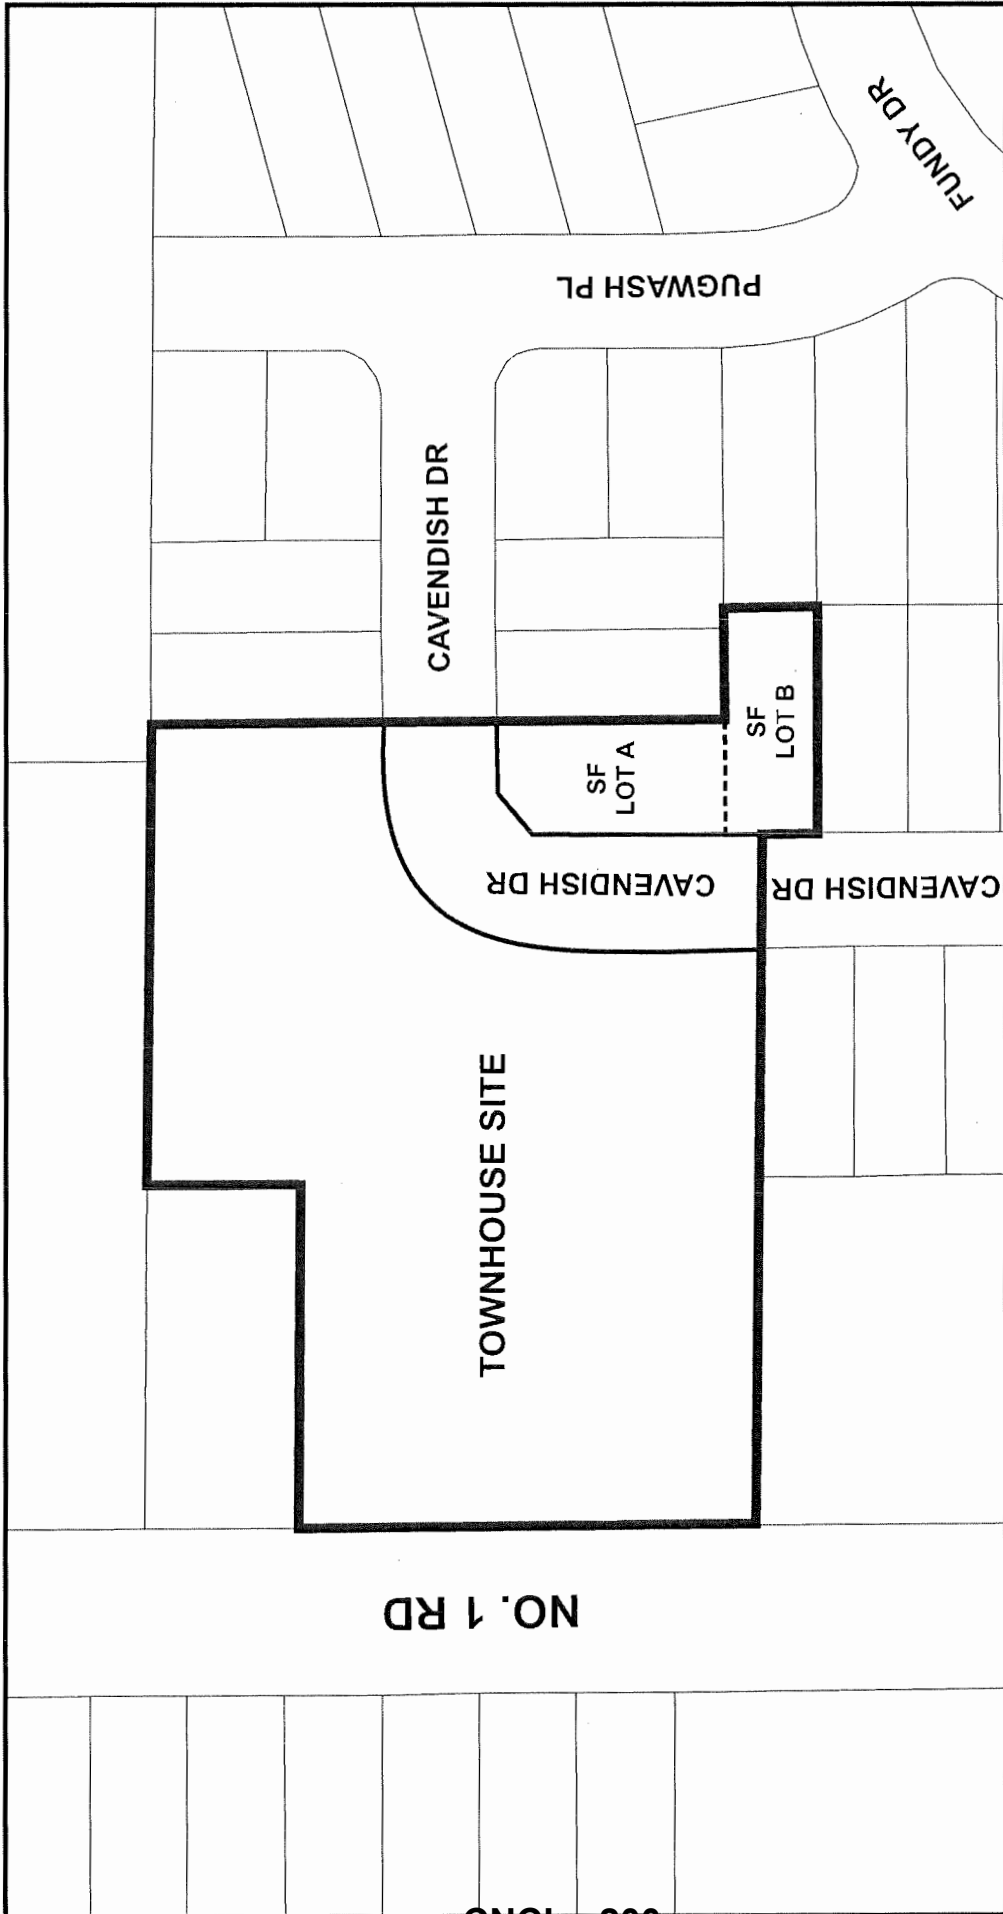 FUNDY DR
PUGWASH PL
CAVENDISH DR
SF
LOT A
SF
LOT B
CAVENDISH DR
CAVENDISH DR
TOWNHOUSE SITE
NO. 1 RD